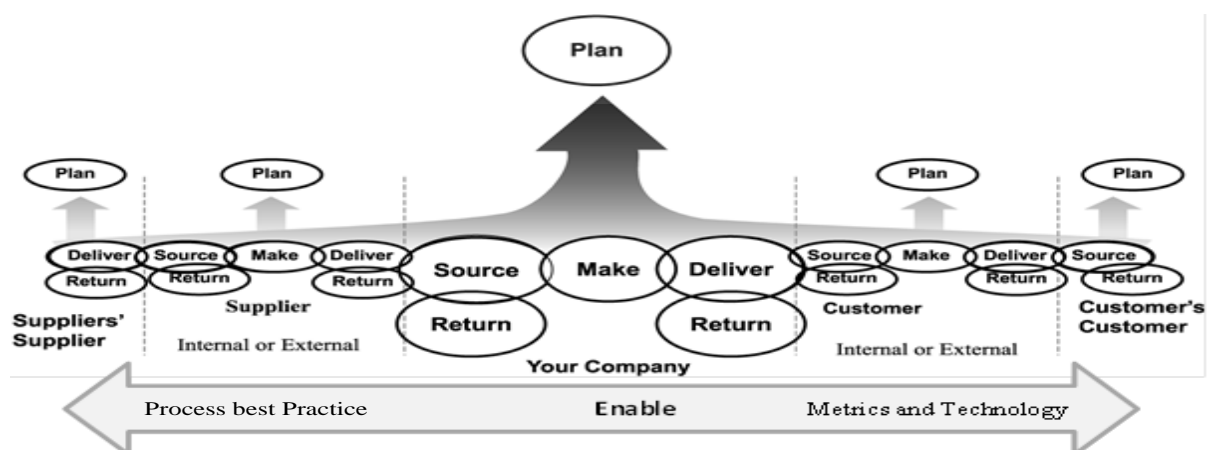 Plan
Plan
Plan
Plan
Plan
Deliver Source Make Deliver Source Make Deliver Source Make Deliver Source
Return Return Return Return Return Return
Return Return
Suppliers'
Supplier
Supplier
Internal or External
Your Company
Customer
Internal or External
Customer's
Customer
Process best Practice Enable Metrics and Technology